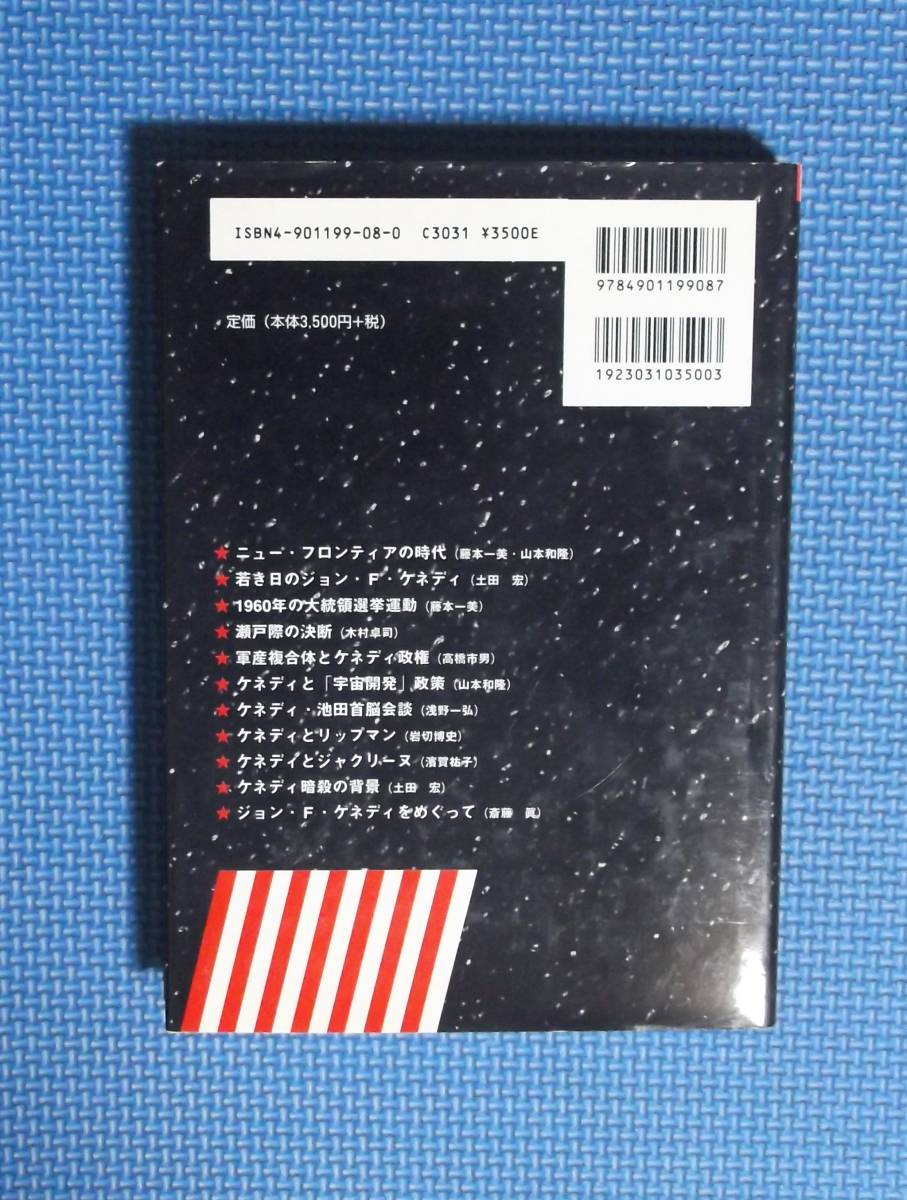 ISBN4-901199-08-0 C3031 ¥3500E
9784901199087
定価（本体3,500円+税）
1923031035003
★ ニュー・フロンティアの時代（藤本一美・山本和隆）
★ 若き日のジョン・F・ケネディ（土田 宏）
★ 1960年の大統領選挙運動（藤本一美）
★ 瀬戸際の決断（木村卓司）
★ 軍産複合体とケネディ政権（高橋市男）
★ ケネディと「宇宙開発」政策（山本和隆）
★ ケネディ・池田首脳会談（浅野一弘）
★ ケネディとリップマン（岩切博史）
★ ケネディとジャクリーヌ（濱賀祐子）
★ ケネディ暗殺の背景（土田 宏）
★ ジョン・F・ケネディをめぐって（斎藤 眞）